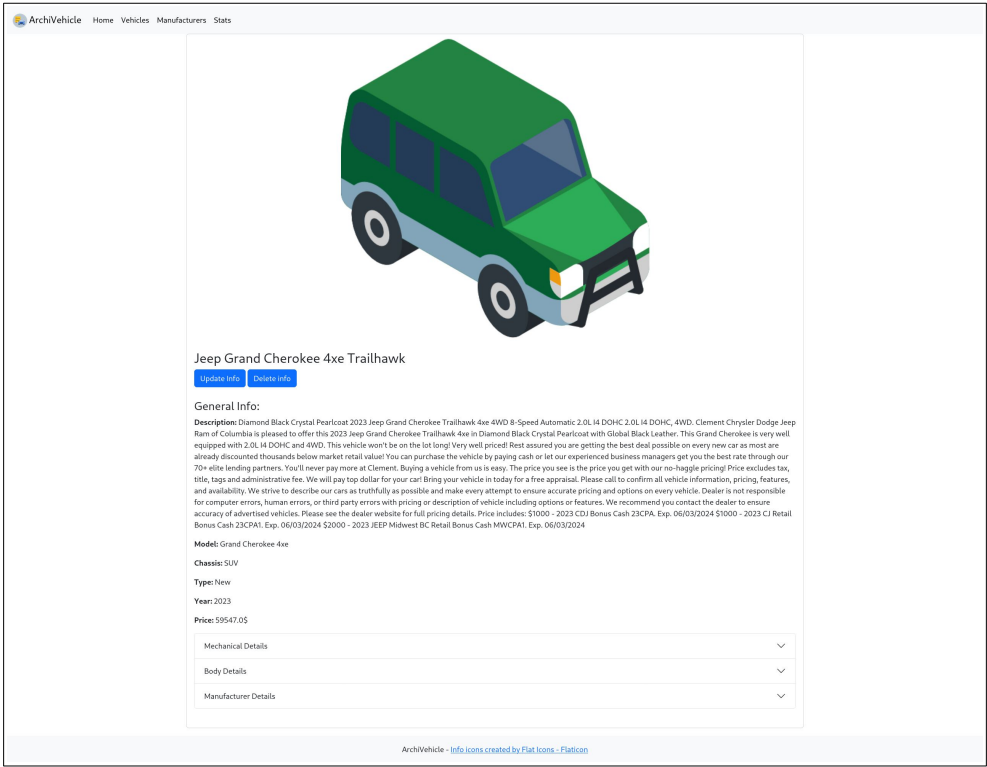 ArchiVehicle Home Vehicles Manufacturers Stats
Jeep Grand Cherokee 4xe Trailhawk
Update Info Delete info
General Info:
Description: Diamond Black Crystal Pearlcoat 2023 Jeep Grand Cherokee Trailhawk 4xe 4WD 8-Speed Automatic 2.0L I4 DOHC 2.0L I4 DOHC, 4WD. Clement Chrysler Dodge Jeep
Ram of Columbia is pleased to offer this 2023 Jeep Grand Cherokee Trailhawk 4xe in Diamond Black Crystal Pearlcoat with Global Black Leather. This Grand Cherokee is very well
equipped with 2.0L I4 DOHC and 4WD. This vehicle won't be on the lot long! Very well priced! Rest assured you are getting the best deal possible on every new car as most are
already discounted thousands below market retail value! You can purchase the vehicle by paying cash or let our experienced business managers get you the best rate through our
70+ elite lending partners. You'll never pay more at Clement. Buying a vehicle from us is easy. The price you see is the price you get with our no-haggle pricing! Price excludes tax,
title, tags and administrative fee. We will pay top dollar for your car! Bring your vehicle in today for a free appraisal. Please call to confirm all vehicle information, pricing, features,
and availability. We strive to describe our cars as truthfully as possible and make every attempt to ensure accurate pricing and options on every vehicle. Dealer is not responsible
for computer errors, human errors, or third party errors with pricing or description of vehicle including options or features. We recommend you contact the dealer to ensure
accuracy of advertised vehicles. Please see the dealer website for full pricing details. Price includes: $1000 - 2023 CDJ Bonus Cash 23CPA. Exp. 06/03/2024 $1000 - 2023 CJ Retail
Bonus Cash 23CPA1. Exp. 06/03/2024 $2000 - 2023 JEEP Midwest BC Retail Bonus Cash MWCPA1. Exp. 06/03/2024
Model: Grand Cherokee 4xe
Chassis: SUV
Type: New
Year: 2023
Price: 59547.0$
Mechanical Details
Body Details
Manufacturer Details
ArchiVehicle - Info icons created by Flat Icons - Flaticon